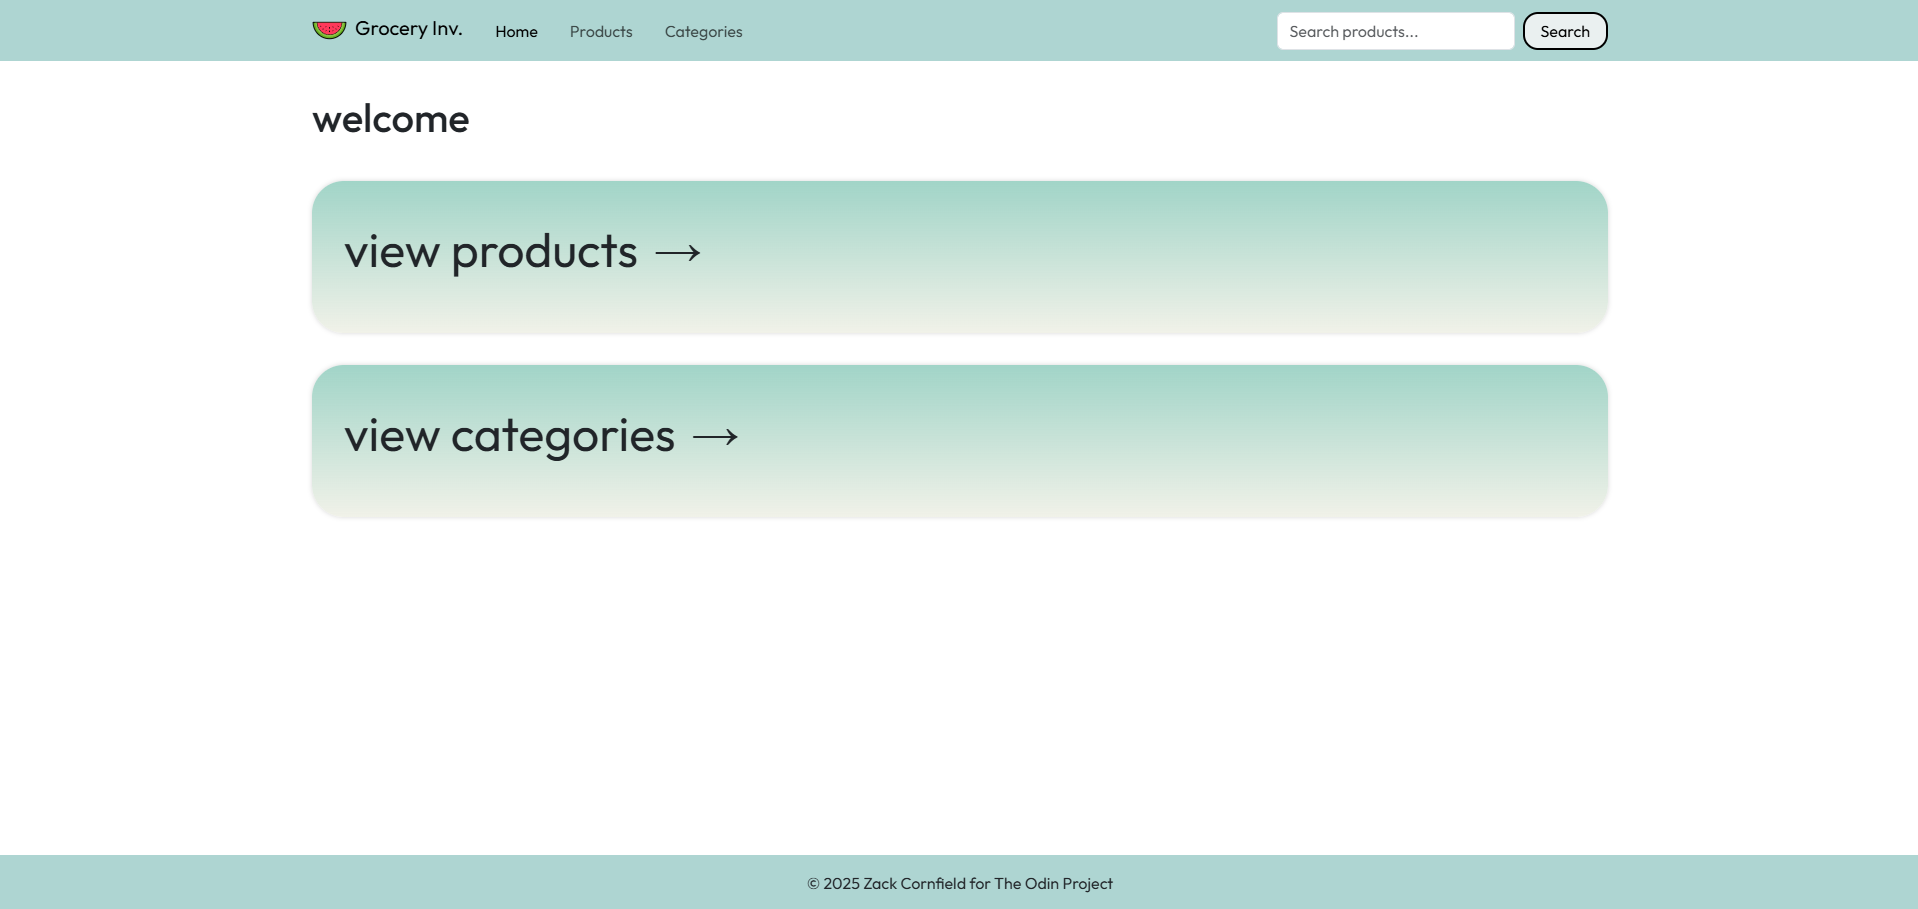 Grocery Inv.
Home
Products
Categories
Search products...
Search
welcome
view products →
view categories →
© 2025 Zack Cornfield for The Odin Project